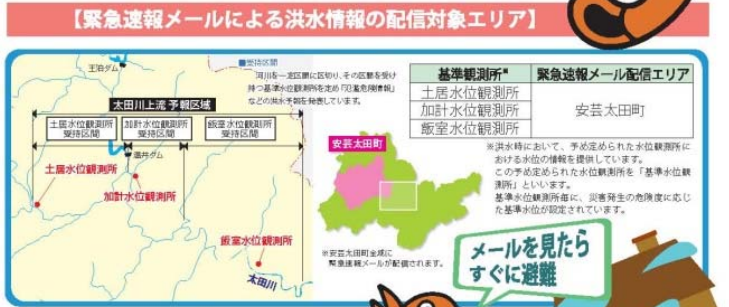 【緊急速報メールによる洪水情報の配信対象エリア】
王泊ダム
■受持区間
河川を一定区間に区切り、その区間を受け
持つ基準水位観測所を定め「氾濫危険情報」
などの洪水予報を発表しています。
太田川上流 予報区域
土居水位観測所
受持区間
加計水位観測所
受持区間
飯室水位観測所
受持区間
温井ダム
土居水位観測所
加計水位観測所
飯室水位観測所
太田川
安芸太田町
※安芸太田町全域に
緊急速報メールが配信されます。
基準観測所* 緊急速報メール配信エリア
土居水位観測所
加計水位観測所 安芸太田町
飯室水位観測所
※洪水時において、予め定められた水位観測所に
おける水位の情報を提供しています。
この予め定められた水位観測所を「基準水位観
測所」といいます。
基準水位観測所毎に、災害発生の危険度に応じ
た基準水位が設定されています。
メールを見たら
すぐに避難